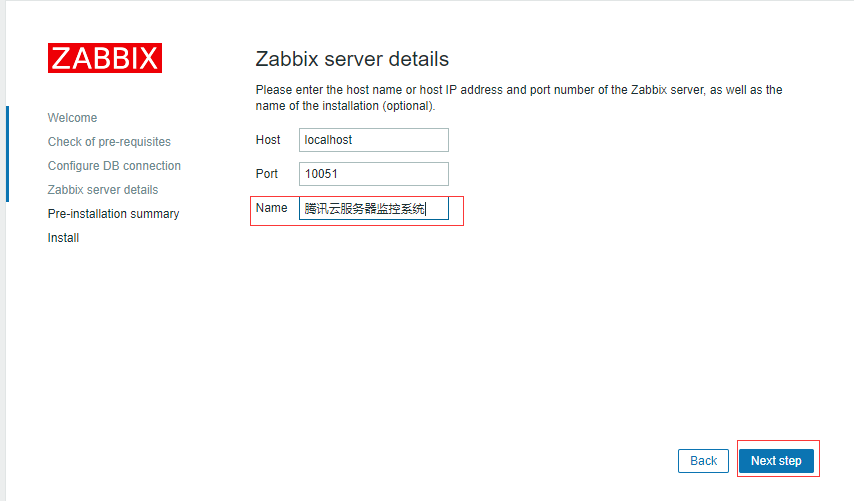 ZABBIX
Welcome
Check of pre-requisites
Configure DB connection
Zabbix server details
Pre-installation summary
Install
Zabbix server details
Please enter the host name or host IP address and port number of the Zabbix server, as well as the
name of the installation (optional).
Host localhost
Port 10051
Name 腾讯云服务器监控系统
Back Next step